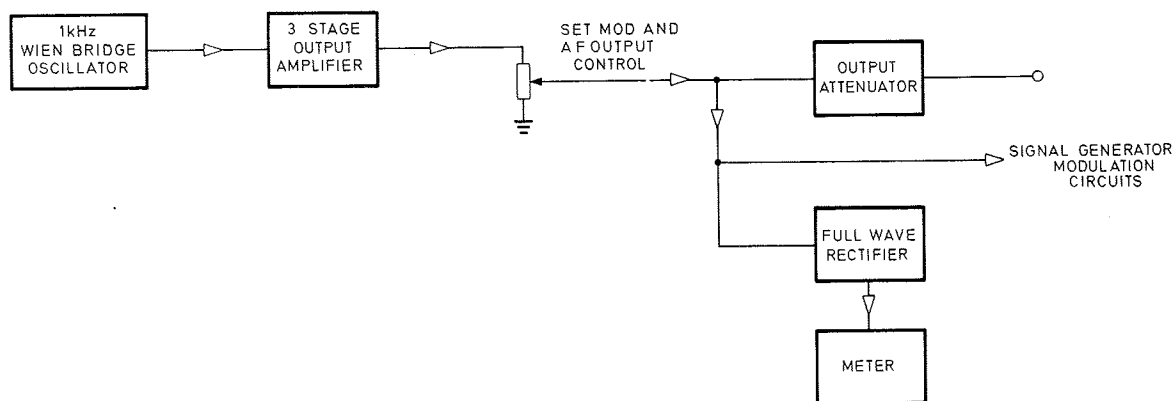 1kHz
WIEN BRIDGE
OSCILLATOR
3 STAGE
OUTPUT
AMPLIFIER
SET MOD AND
AF OUTPUT
CONTROL
OUTPUT
ATTENUATOR
SIGNAL GENERATOR
MODULATION
CIRCUITS
FULL WAVE
RECTIFIER
METER